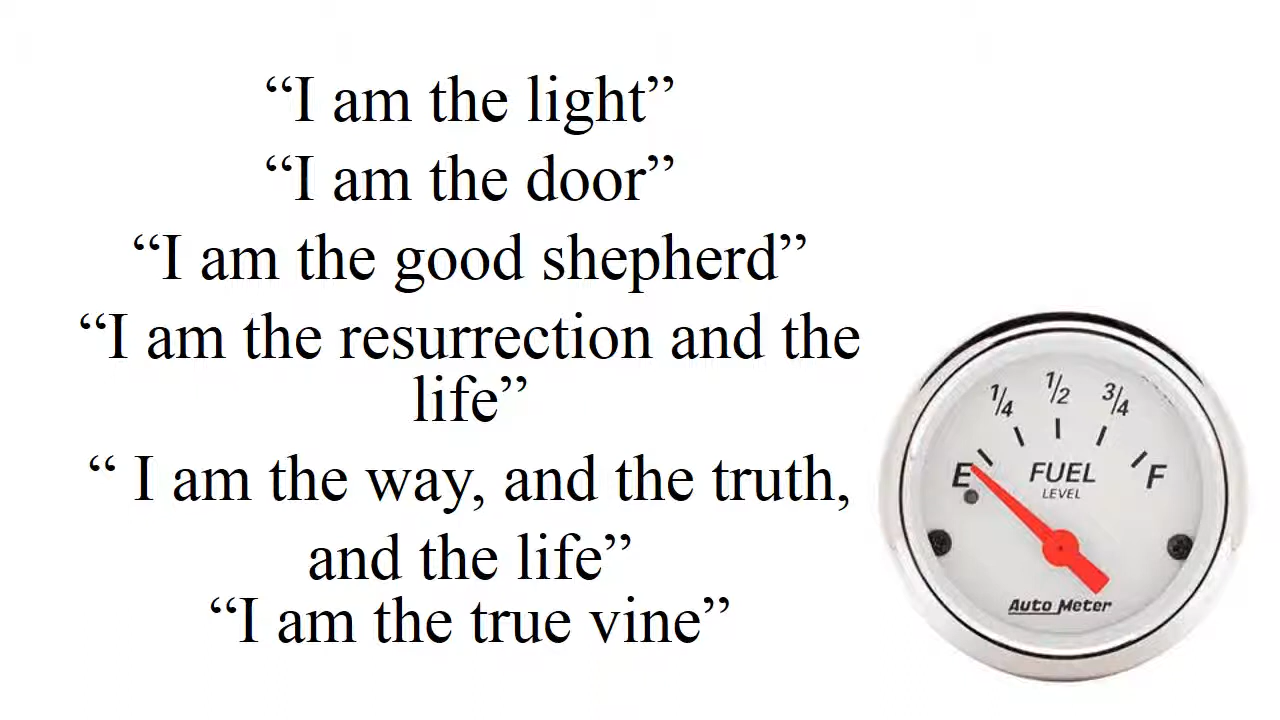 “I am the light”
“I am the door”
“I am the good shepherd”
“I am the resurrection and the
life”
“ I am the way, and the truth,
and the life”
“I am the true vine”
1/4 1/2 3/4
E FUEL F
LEVEL
Auto Meter